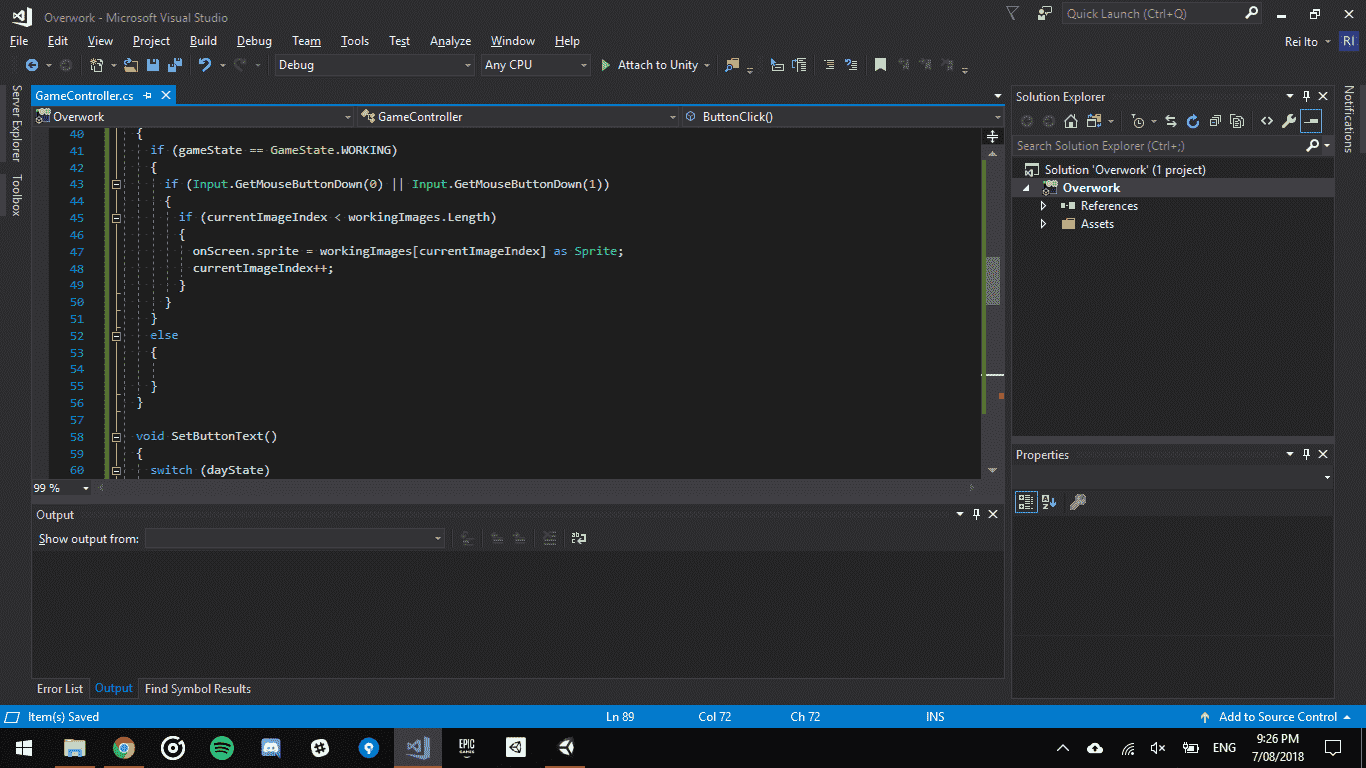 Overwork - Microsoft Visual Studio
Quick Launch (Ctrl+Q)
File Edit View Project Build Debug Team Tools Test Analyze Window Help
Rei Ito RI
Debug Any CPU Attach to Unity
Server Explorer
Toolbox
GameController.cs
Overwork GameController ButtonClick()
40 {
41 if (gameState == GameState.WORKING)
42 {
43 if (Input.GetMouseButtonDown(0) || Input.GetMouseButtonDown(1))
44 {
45 if (currentImageIndex < workingImages.Length)
46 {
47 onScreen.sprite = workingImages[currentImageIndex] as Sprite;
48 currentImageIndex++;
49 }
50 }
51 }
52 else
53 {
54
55 }
56 }
57
58 void SetButtonText()
59 {
60 switch (dayState)
99 %
Output
Show output from:
Error List Output Find Symbol Results
Solution Explorer
Search Solution Explorer (Ctrl+;)
Solution 'Overwork' (1 project)
Overwork
References
Assets
Properties
Notifications
Item(s) Saved Ln 89 Col 72 Ch 72 INS Add to Source Control
EPIC GAMES
ENG
9:26 PM
7/08/2018